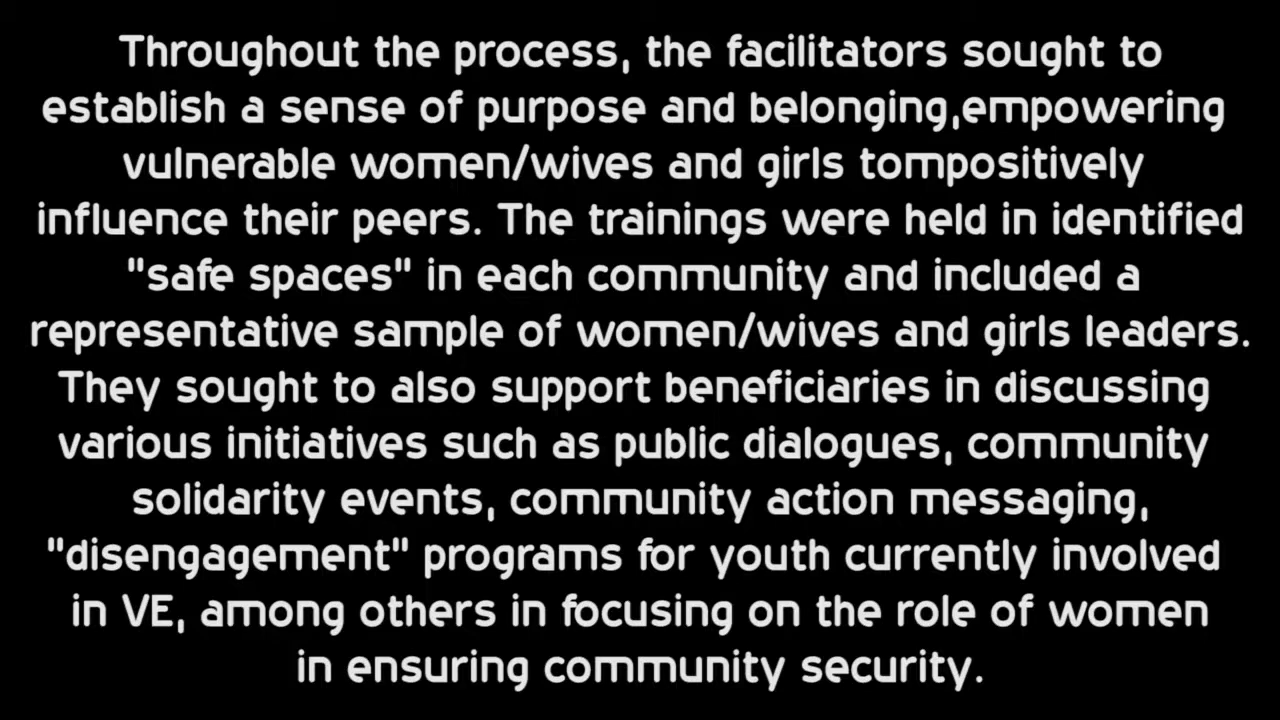 Throughout the process, the facilitators sought to
establish a sense of purpose and belonging,empowering
vulnerable women/wives and girls tompositively
influence their peers. The trainings were held in identified
"safe spaces" in each community and included a
representative sample of women/wives and girls leaders.
They sought to also support beneficiaries in discussing
various initiatives such as public dialogues, community
solidarity events, community action messaging,
"disengagement" programs for youth currently involved
in VE, among others in focusing on the role of women
in ensuring community security.